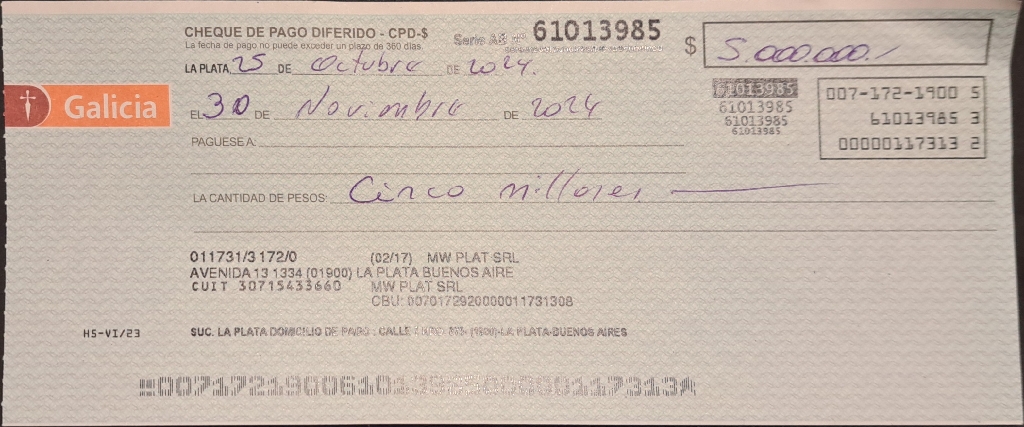 CHEQUE DE PAGO DIFERIDO - CPD-$
La fecha de pago no puede exceder un plazo de 360 días
Serie A8 Nº 61013985
$ 5.000.000.-
LA PLATA, 25 DE Octubre DE 2024.
Galicia
EL 30 DE Noviembre DE 2024
61013985
61013985
61013985
61013985
007-172-1900 5
61013985 3
00000117313 2
PAGUESE A:
LA CANTIDAD DE PESOS: Cinco millones
011731/3 172/0 (02/17) MW PLAT SRL
AVENIDA 13 1334 (01900) LA PLATA BUENOS AIRE
CUIT 30715433660 MW PLAT SRL
CBU: 0070172920000011731308
HS-VI/23
SUC. LA PLATA DOMICILIO DE PAGO : CALLE (1900)-LA PLATA-BUENOS AIRES